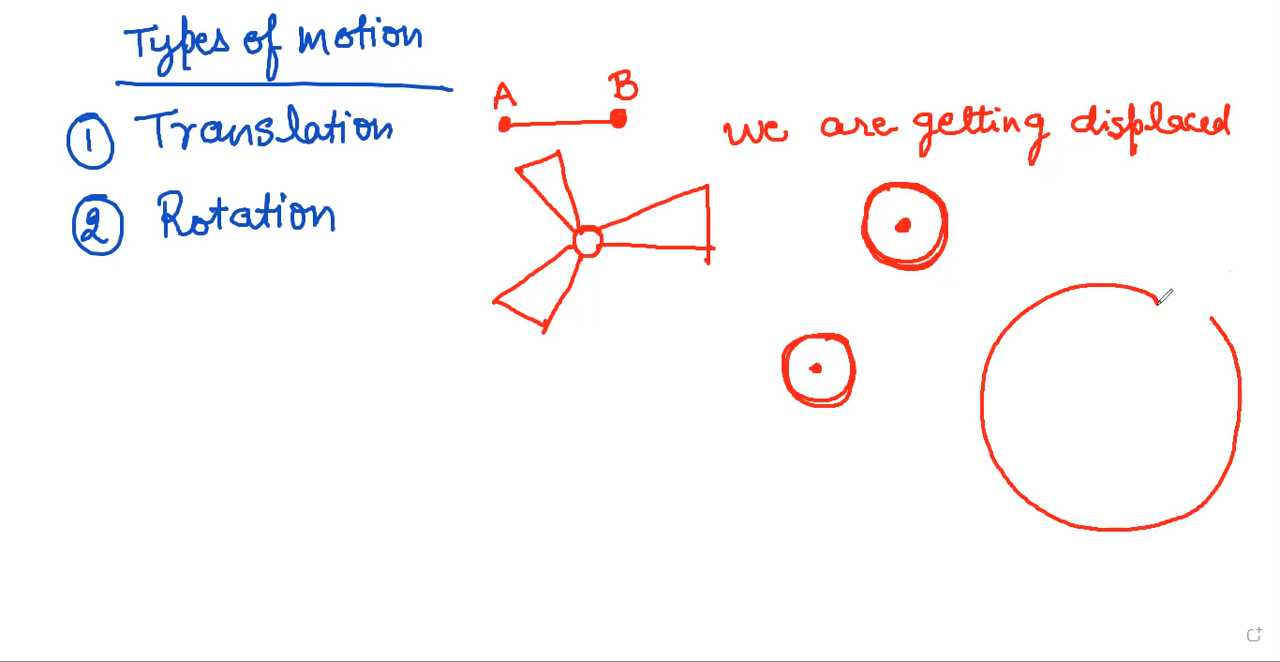 Types of motion
① Translation
A B
we are getting displaced
② Rotation